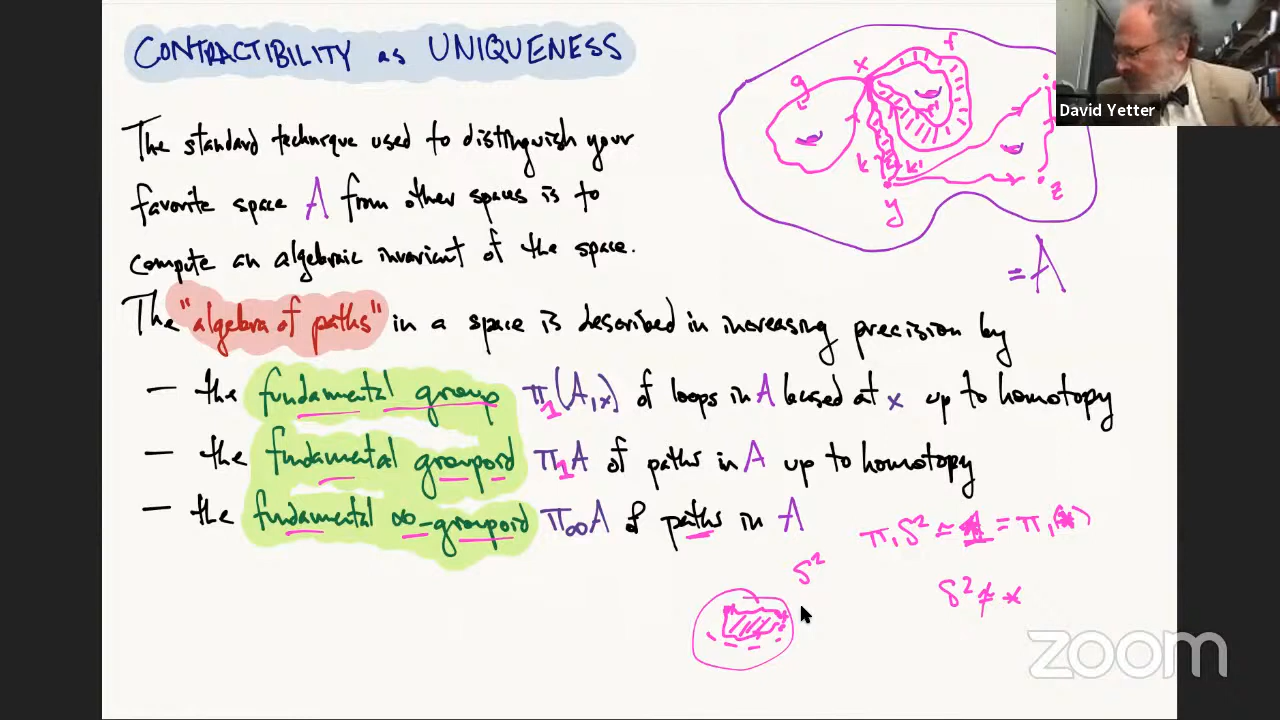 CONTRACTIBILITY as UNIQUENESS
The standard technique used to distinguish your
favorite space A from other spaces is to
compute an algebraic invariant of the space.
The "algebra of paths" in a space is described in increasing precision by
— the fundamental group π₁(A,x) of loops in A based at x up to homotopy
— the fundamental groupoid π₁A of paths in A up to homotopy
— the fundamental ∞-groupoid π∞A of paths in A
g
x
f
k
k'
y
z
= A
S²
S² ≄ *
David Yetter
zoom